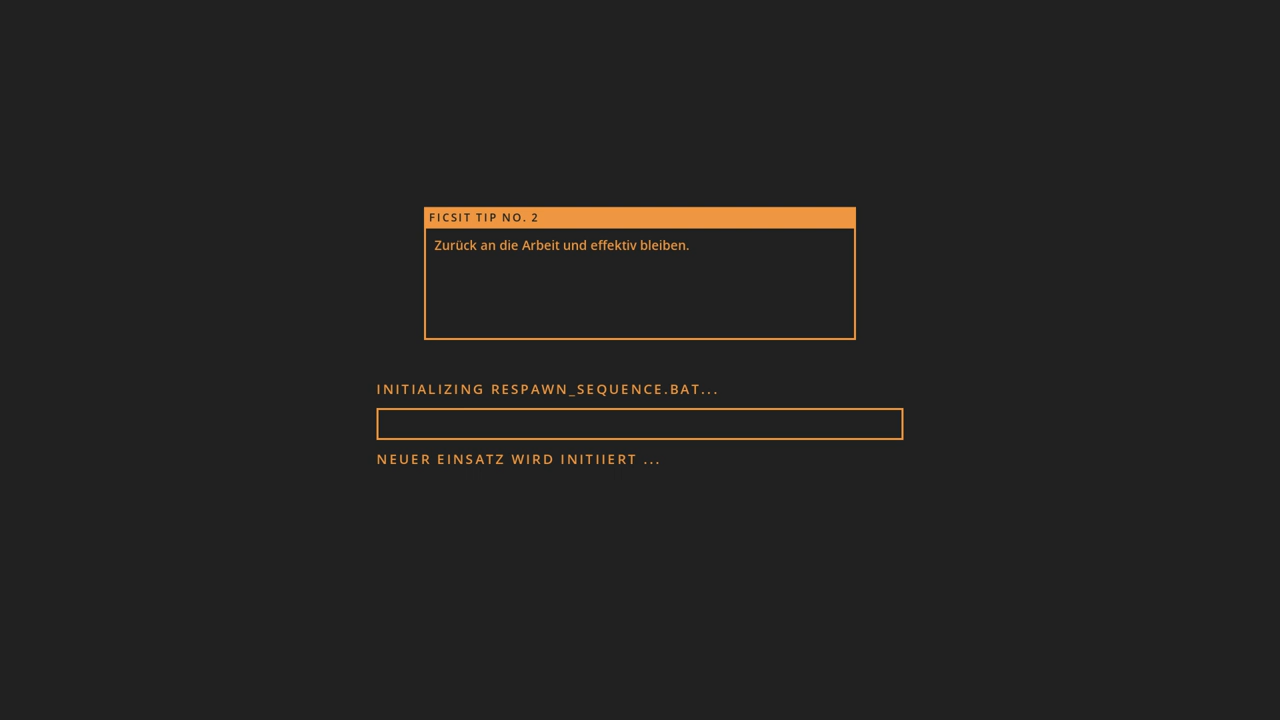 FICSIT TIP NO. 2
Zurück an die Arbeit und effektiv bleiben.
INITIALIZING RESPAWN_SEQUENCE.BAT...
NEUER EINSATZ WIRD INITIIERT ...